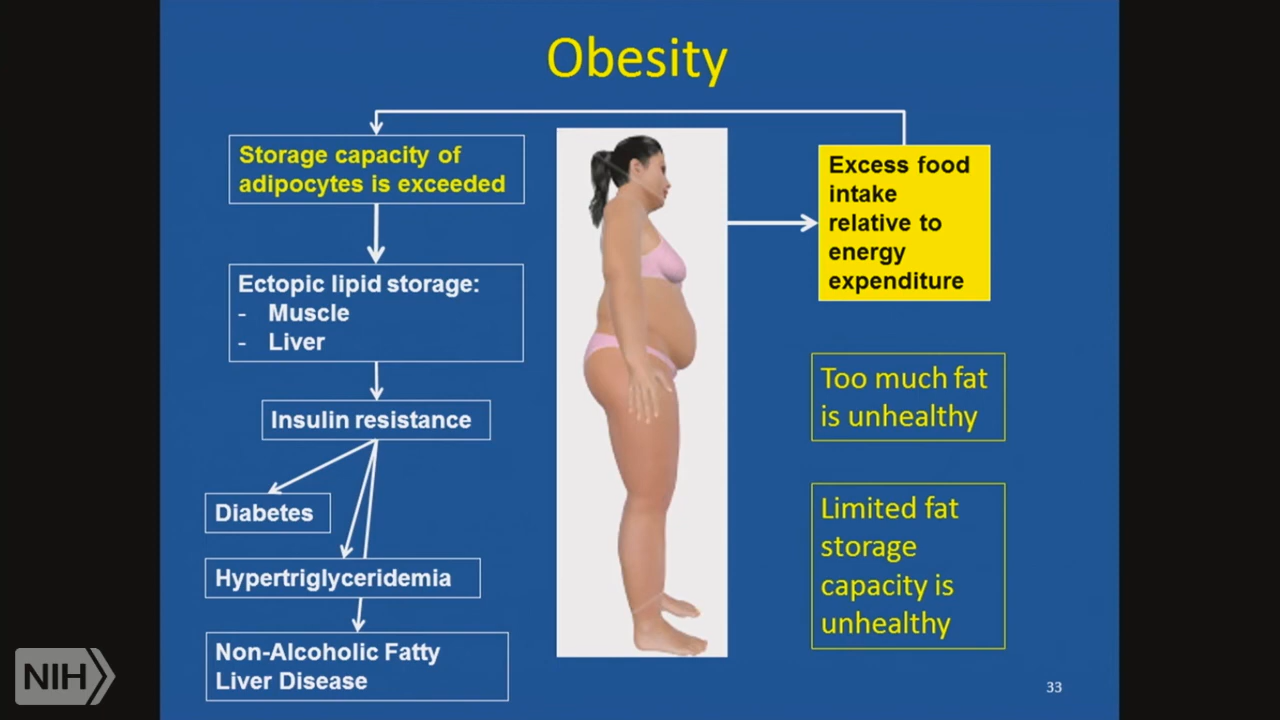 Obesity
Storage capacity of
adipocytes is exceeded
Ectopic lipid storage:
- Muscle
- Liver
Insulin resistance
Diabetes
Hypertriglyceridemia
Non-Alcoholic Fatty
Liver Disease
Excess food
intake
relative to
energy
expenditure
Too much fat
is unhealthy
Limited fat
storage
capacity is
unhealthy
33
NIH